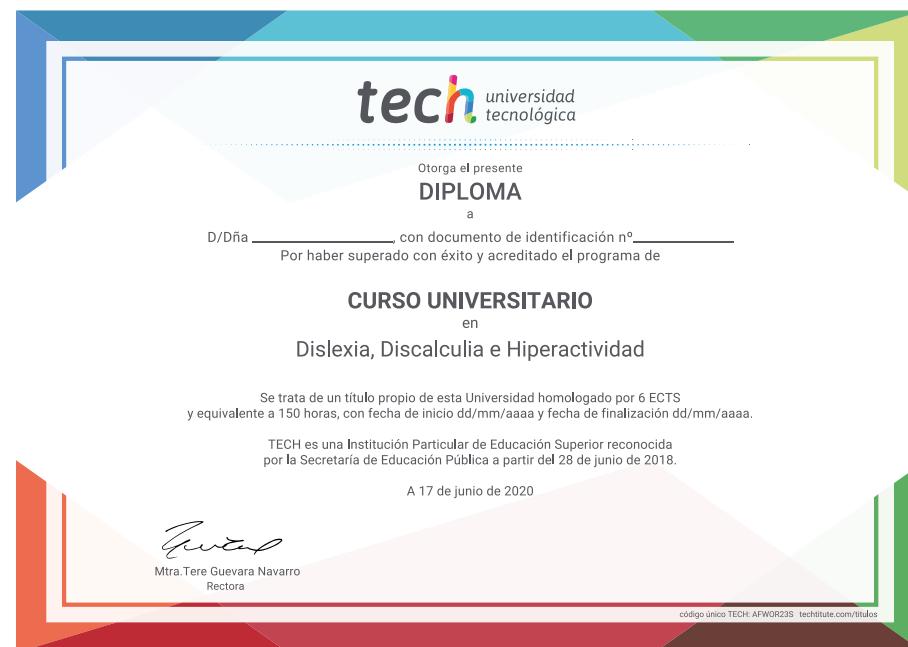 tech universidad
tecnológica
Otorga el presente
DIPLOMA
a
D/Dña ____________________, con documento de identificación nº______________
Por haber superado con éxito y acreditado el programa de
CURSO UNIVERSITARIO
en
Dislexia, Discalculia e Hiperactividad
Se trata de un título propio de esta Universidad homologado por 6 ECTS
y equivalente a 150 horas, con fecha de inicio dd/mm/aaaa y fecha de finalización dd/mm/aaaa.
TECH es una Institución Particular de Educación Superior reconocida
por la Secretaría de Educación Pública a partir del 28 de junio de 2018.
A 17 de junio de 2020
Mtra.Tere Guevara Navarro
Rectora
código único TECH: AFWOR23S techtitute.com/titulos